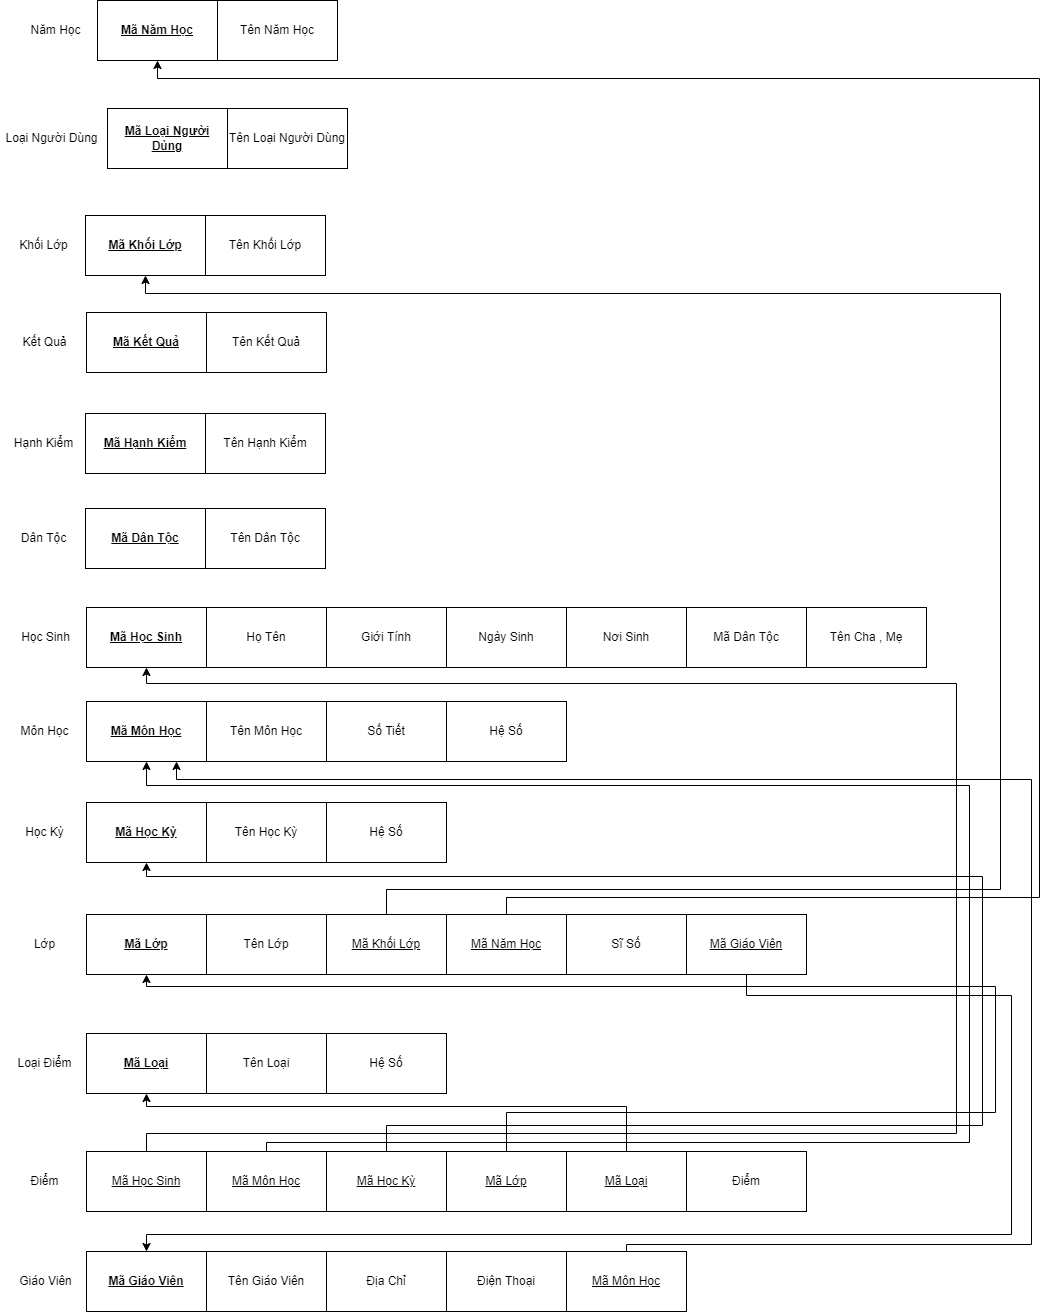 Năm Học
Mã Năm Học
Tên Năm Học
Loại Người Dùng
Mã Loại Người
Dùng
Tên Loại Người Dùng
Khối Lớp
Mã Khối Lớp
Tên Khối Lớp
Kết Quả
Mã Kết Quả
Tên Kết Quả
Hạnh Kiểm
Mã Hạnh Kiểm
Tên Hạnh Kiểm
Dân Tộc
Mã Dân Tộc
Tên Dân Tộc
Học Sinh
Mã Học Sinh
Họ Tên
Giới Tính
Ngày Sinh
Nơi Sinh
Mã Dân Tộc
Tên Cha , Mẹ
Môn Học
Mã Môn Học
Tên Môn Học
Số Tiết
Hệ Số
Học Kỳ
Mã Học Kỳ
Tên Học Kỳ
Hệ Số
Lớp
Mã Lớp
Tên Lớp
Mã Khối Lớp
Mã Năm Học
Sĩ Số
Mã Giáo Viên
Loại Điểm
Mã Loại
Tên Loại
Hệ Số
Điểm
Mã Học Sinh
Mã Môn Học
Mã Học Kỳ
Mã Lớp
Mã Loại
Điểm
Giáo Viên
Mã Giáo Viên
Tên Giáo Viên
Địa Chỉ
Điện Thoại
Mã Môn Học